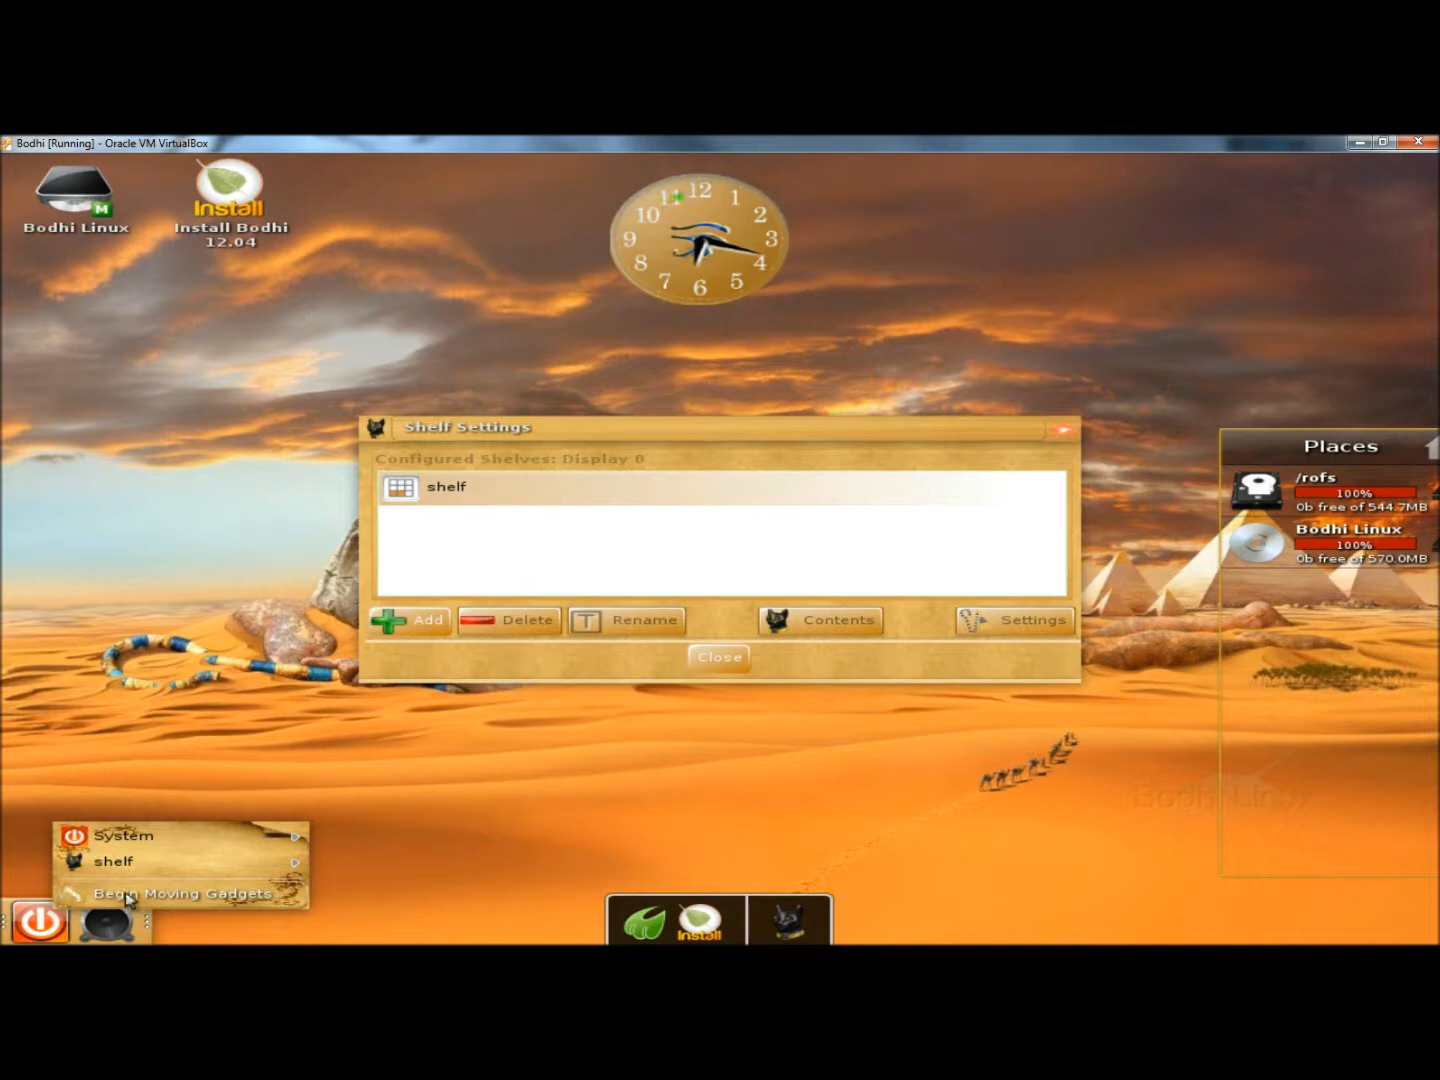 Bodhi [Running] - Oracle VM VirtualBox
Install
Bodhi Linux
Install Bodhi
12.04
12
11
1
10
2
9
3
8
4
7
5
6
Shelf Settings
Configured Shelves: Display 0
shelf
Add
Delete
Rename
Contents
Settings
Close
Places
/rofs
100%
0b free of 544.7MB
Bodhi Linux
100%
0b free of 570.0MB
Bodhi Linux
System
shelf
Begin Moving Gadgets
Install